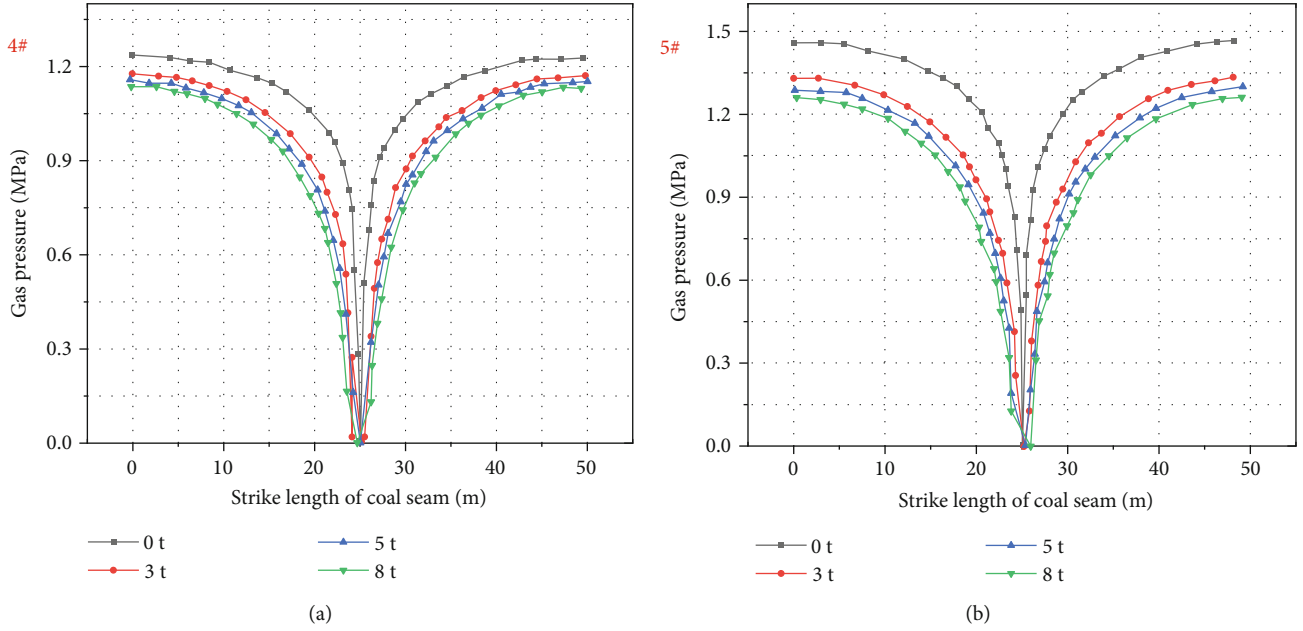 4#
Gas pressure (MPa)
1.2
0.9
0.6
0.3
0.0
0
10
20
30
40
50
Strike length of coal seam (m)
0 t
5 t
3 t
8 t
(a)
5#
Gas pressure (MPa)
1.5
1.2
0.9
0.6
0.3
0.0
0
10
20
30
40
50
Strike length of coal seam (m)
0 t
5 t
3 t
8 t
(b)